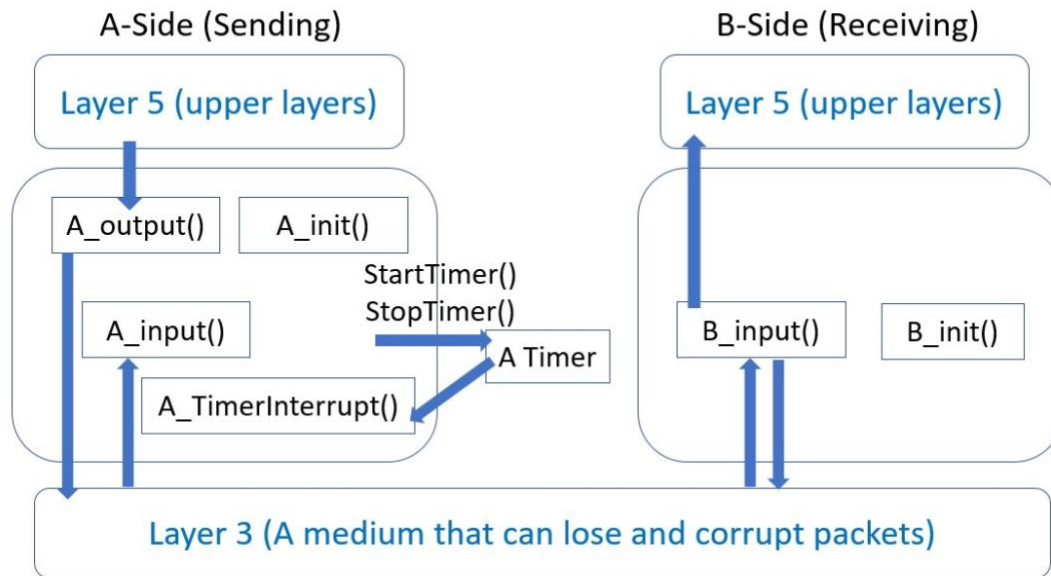 A-Side (Sending)
B-Side (Receiving)
Layer 5 (upper layers)
Layer 5 (upper layers)
A_output()
A_init()
StartTimer()
StopTimer()
A_input()
A Timer
A_TimerInterrupt()
B_input()
B_init()
Layer 3 (A medium that can lose and corrupt packets)